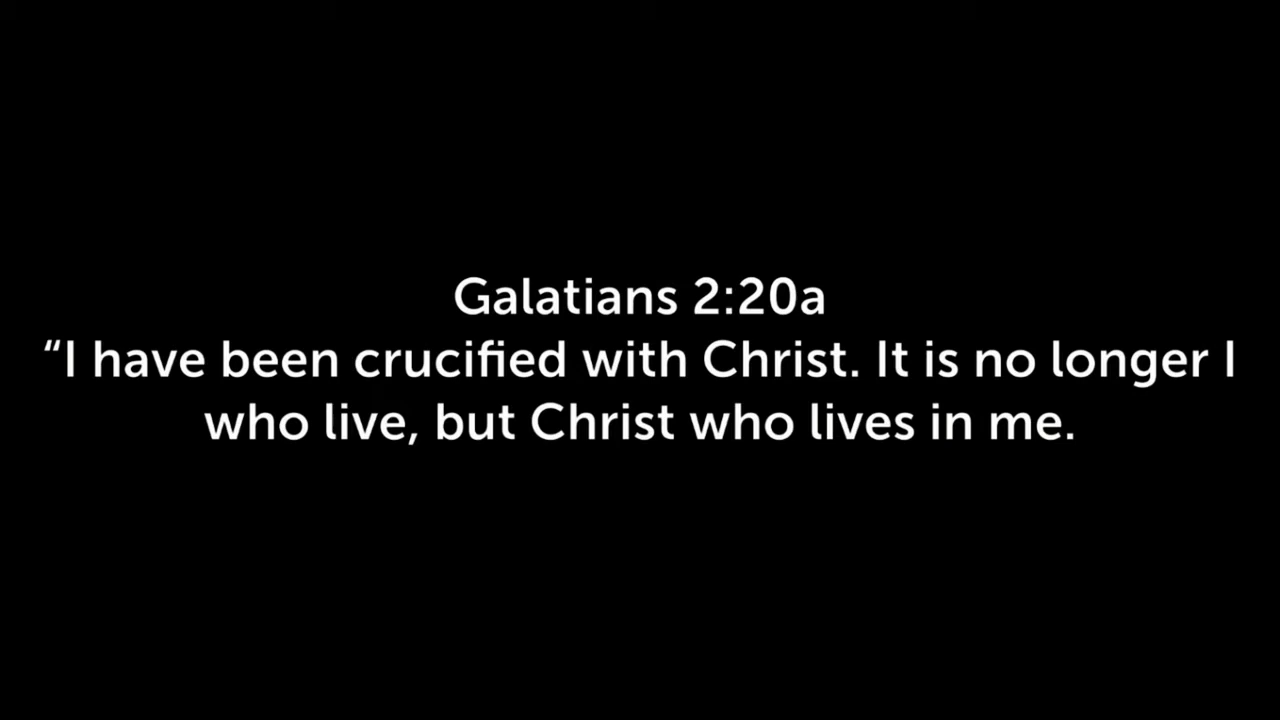 Galatians 2:20a
“I have been crucified with Christ. It is no longer I
who live, but Christ who lives in me.